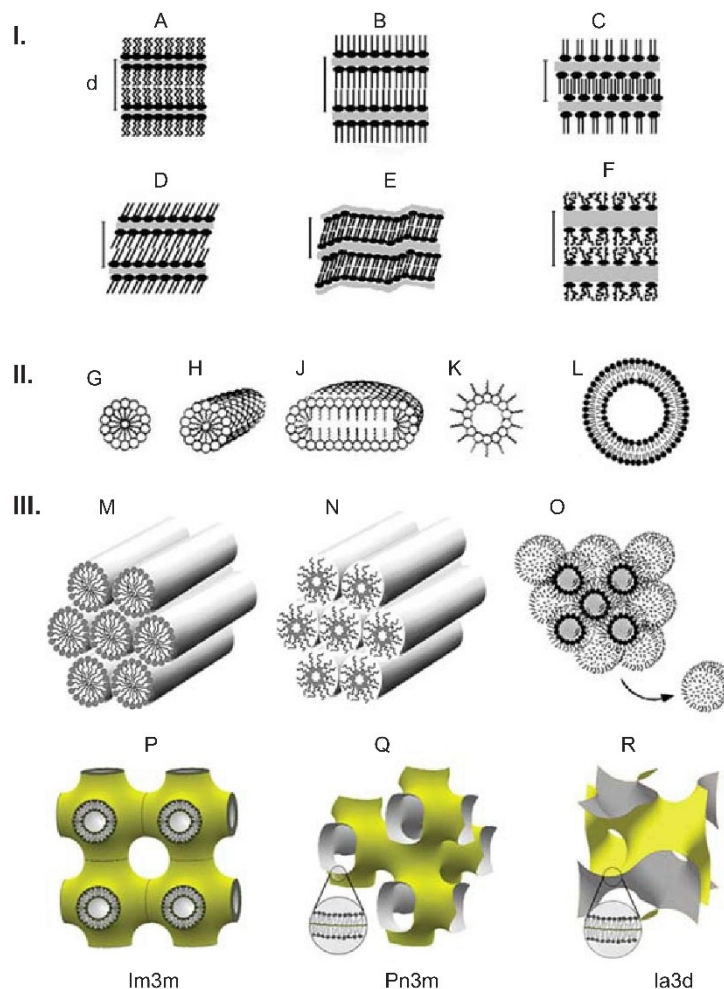 I.
A B C
d
D E F
II.
G H J K L
III.
M N O
P Q R
Im3m Pn3m Ia3d